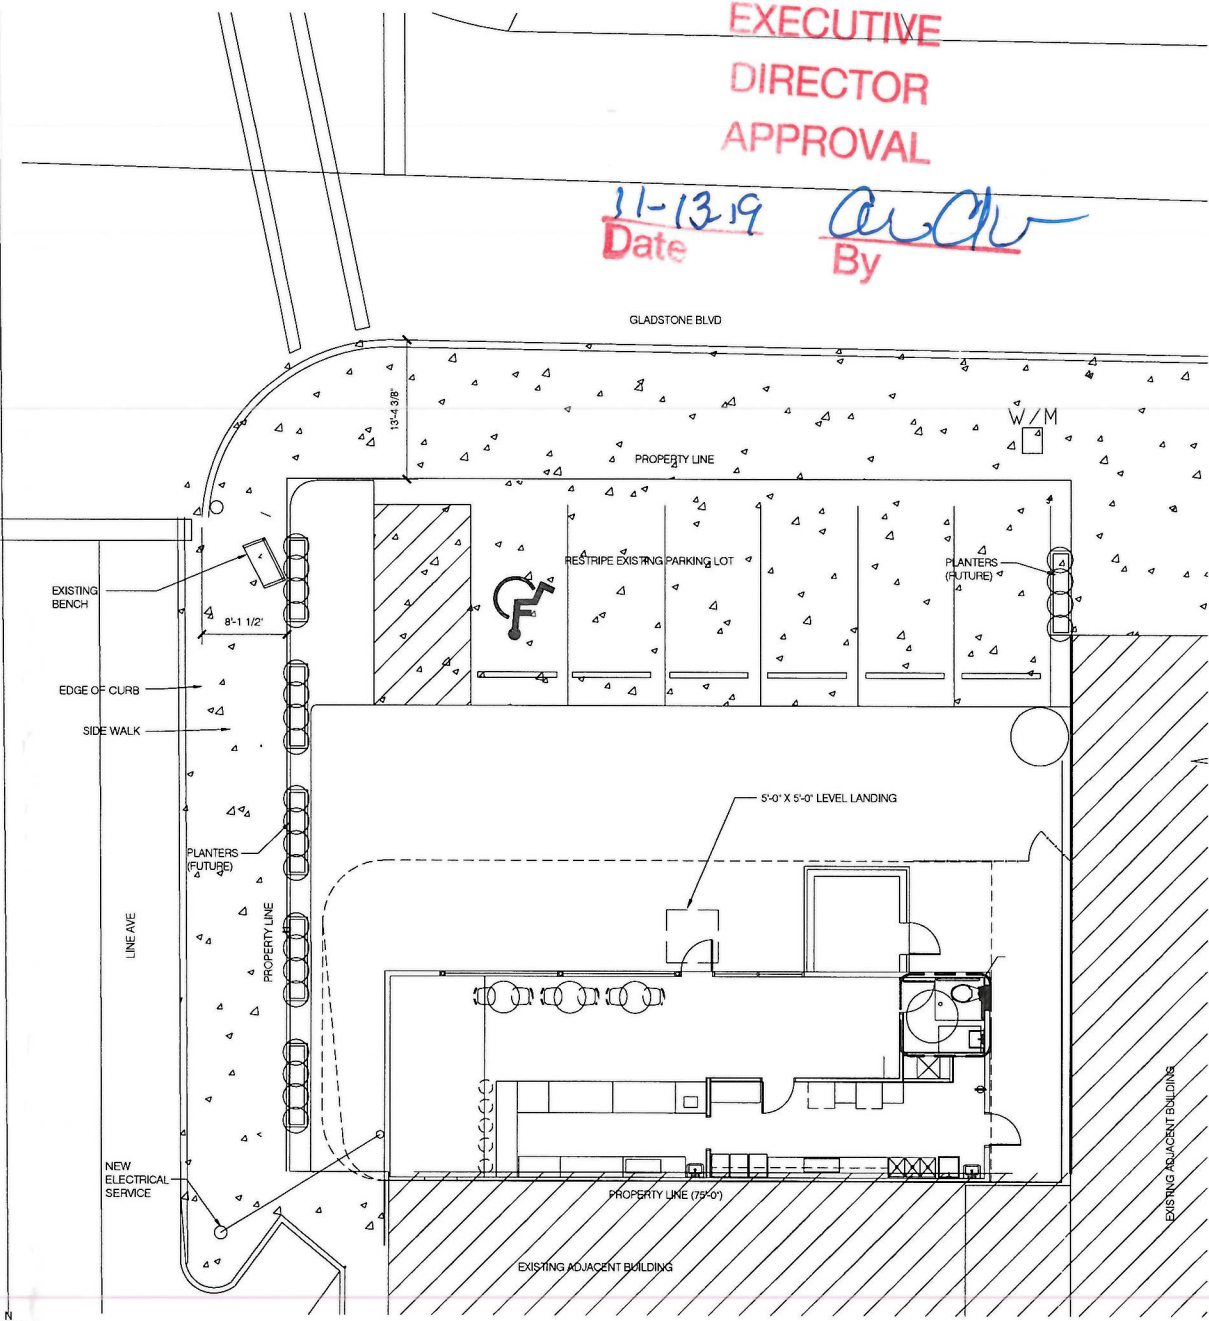 EXECUTIVE
DIRECTOR
APPROVAL
11-13-19
Date
By
GLADSTONE BLVD
13'-4 3/8"
W/M
PROPERTY LINE
RESTRIPE EXISTING PARKING LOT
PLANTERS
(FUTURE)
EXISTING
BENCH
8'-1 1/2"
EDGE OF CURB
SIDE WALK
5'-0" X 5'-0" LEVEL LANDING
PLANTERS
(FUTURE)
LINE AVE
PROPERTY LINE
NEW
ELECTRICAL
SERVICE
PROPERTY LINE (75'-0")
EXISTING ADJACENT BUILDING
EXISTING ADJACENT BUILDING
N